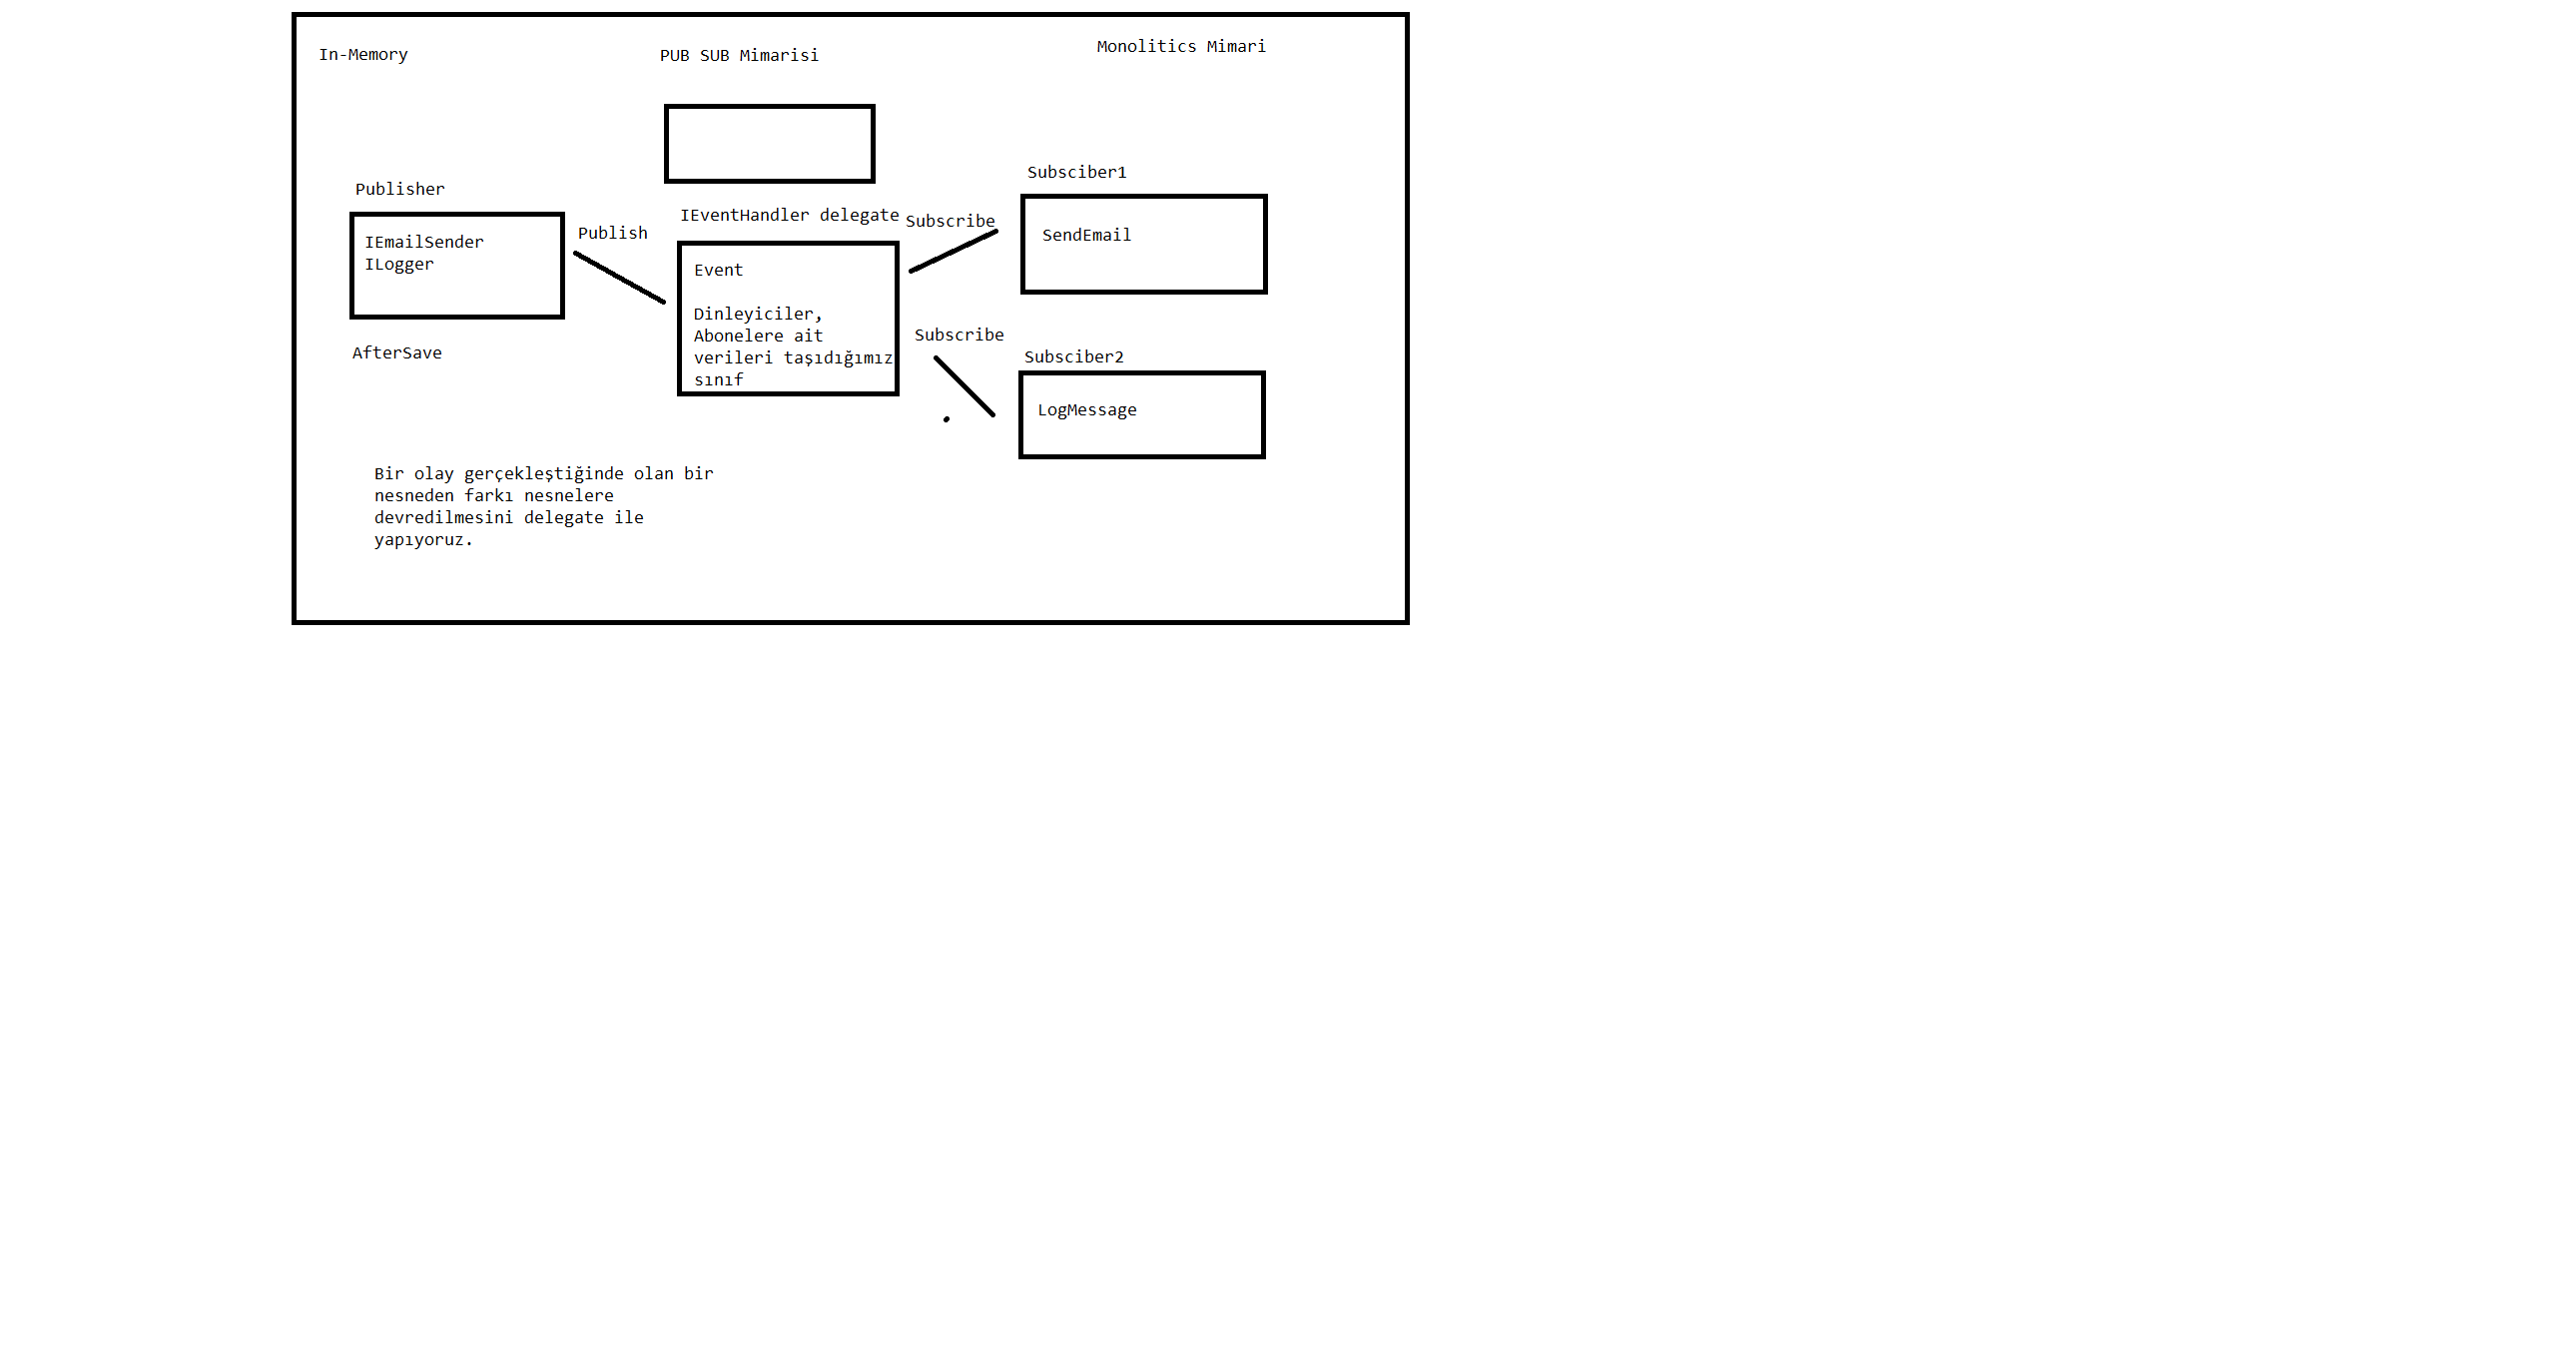 In-Memory
PUB SUB Mimarisi
Monolitics Mimari
Publisher
IEmailSender
ILogger
AfterSave
Publish
IEventHandler delegate
Event
Dinleyiciler,
Abonelere ait
verileri taşıdığımız
sınıf
Subscribe
Subscribe
Subsciber1
SendEmail
Subsciber2
LogMessage
Bir olay gerçekleştiğinde olan bir
nesneden farkı nesnelere
devredilmesini delegate ile
yapıyoruz.